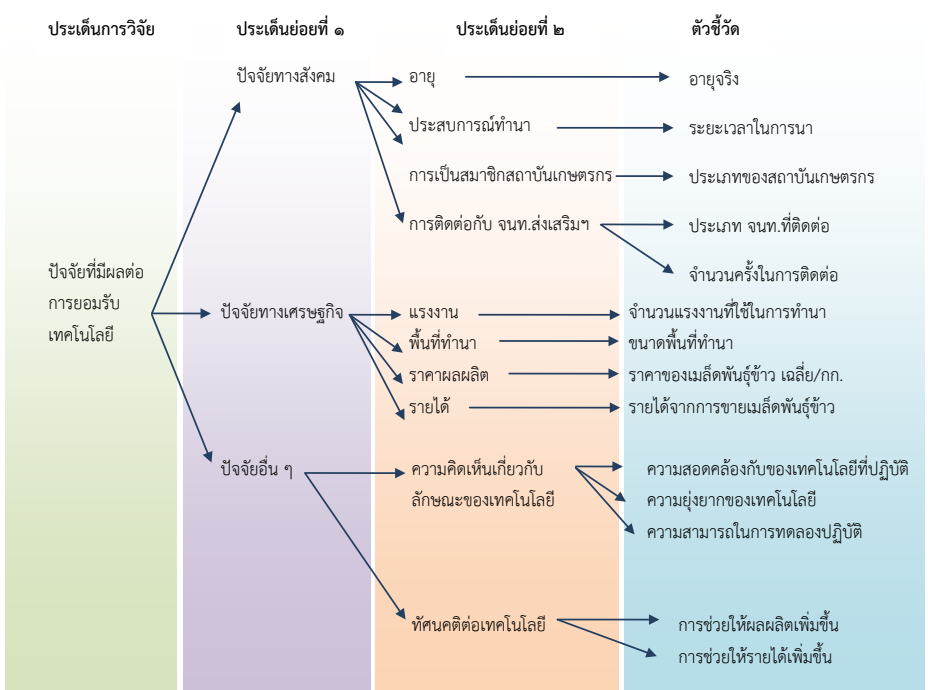 ประเด็นการวิจัย
ประเด็นย่อยที่ ๑
ประเด็นย่อยที่ ๒
ตัวชี้วัด
ปัจจัยที่มีผลต่อ
การยอมรับ
เทคโนโลยี
ปัจจัยทางสังคม
อายุ
อายุจริง
ประสบการณ์ทำนา
ระยะเวลาในการนา
การเป็นสมาชิกสถาบันเกษตรกร
ประเภทของสถาบันเกษตรกร
การติดต่อกับ จนท.ส่งเสริมฯ
ประเภท จนท.ที่ติดต่อ
จำนวนครั้งในการติดต่อ
ปัจจัยทางเศรษฐกิจ
แรงงาน
จำนวนแรงงานที่ใช้ในการทำนา
พื้นที่ทำนา
ขนาดพื้นที่ทำนา
ราคาผลผลิต
ราคาของเมล็ดพันธุ์ข้าว เฉลี่ย/กก.
รายได้
รายได้จากการขายเมล็ดพันธุ์ข้าว
ปัจจัยอื่น ๆ
ความคิดเห็นเกี่ยวกับ
ลักษณะของเทคโนโลยี
ความสอดคล้องกับของเทคโนโลยีที่ปฏิบัติ
ความยุ่งยากของเทคโนโลยี
ความสามารถในการทดลองปฏิบัติ
ทัศนคติต่อเทคโนโลยี
การช่วยให้ผลผลิตเพิ่มขึ้น
การช่วยให้รายได้เพิ่มขึ้น